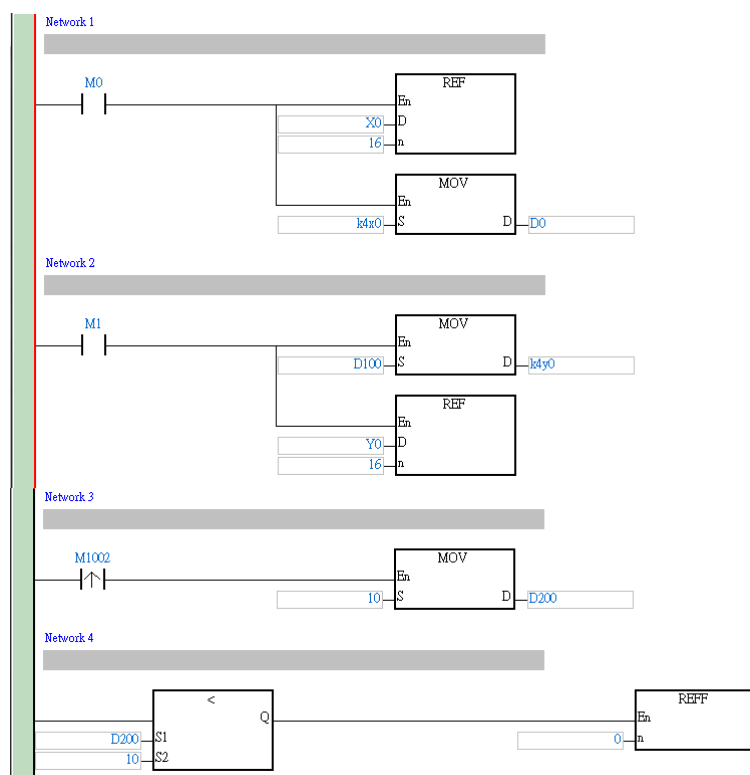 Network 1
M0
REF
En
X0 D
16 n
MOV
En
k4x0 S D D0
Network 2
M1
MOV
En
D100 S D k4y0
REF
En
Y0 D
16 n
Network 3
M1002
MOV
En
10 S D D200
Network 4
< REFF
Q En
D200 S1 0 n
10 S2